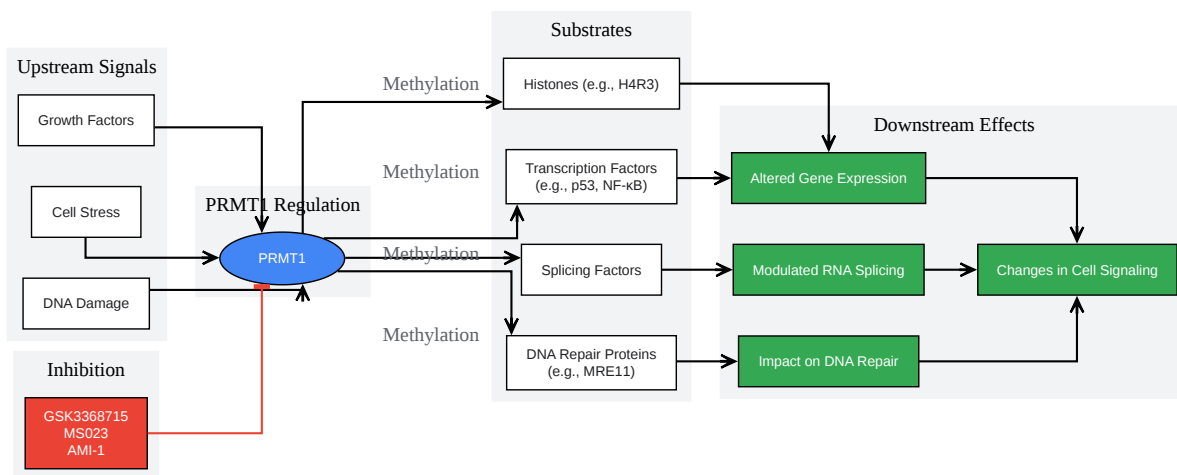 Upstream Signals
Growth Factors
Cell Stress
DNA Damage
Inhibition
GSK3368715
MS023
AMI-1
PRMT1 Regulation
PRMT1
Methylation
Methylation
Methylation
Methylation
Substrates
Histones (e.g., H4R3)
Transcription Factors
(e.g., p53, NF-κB)
Splicing Factors
DNA Repair Proteins
(e.g., MRE11)
Downstream Effects
Altered Gene Expression
Modulated RNA Splicing
Impact on DNA Repair
Changes in Cell Signaling